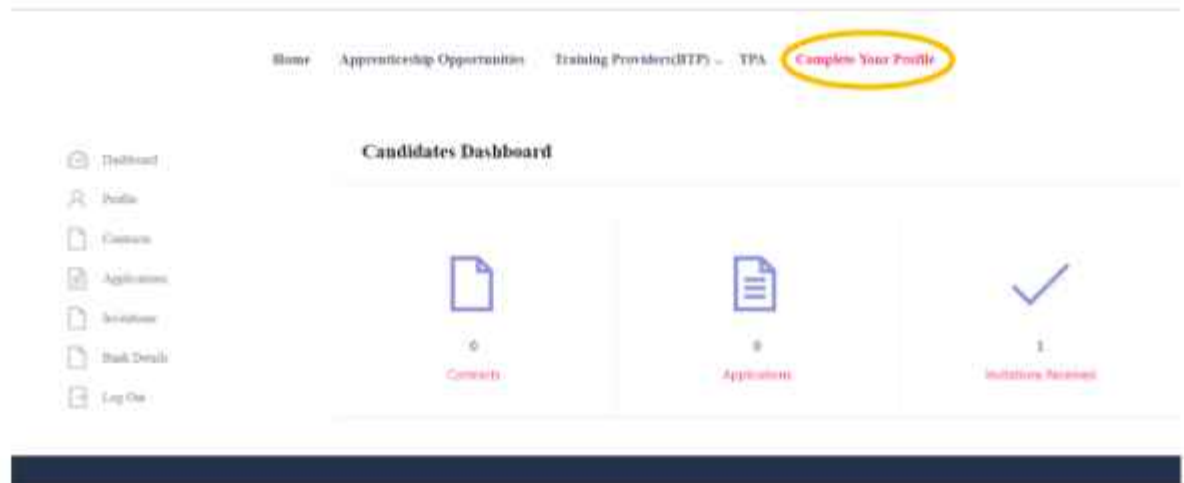 Home Apprenticeship Opportunities Training Providers(BTP) TPA Complete Your Profile
Candidates Dashboard
Dashboard
Profile
Contracts
Applications
Invitations
Bank Details
Log Out
0 0 1
Contracts Applications Invitations Received